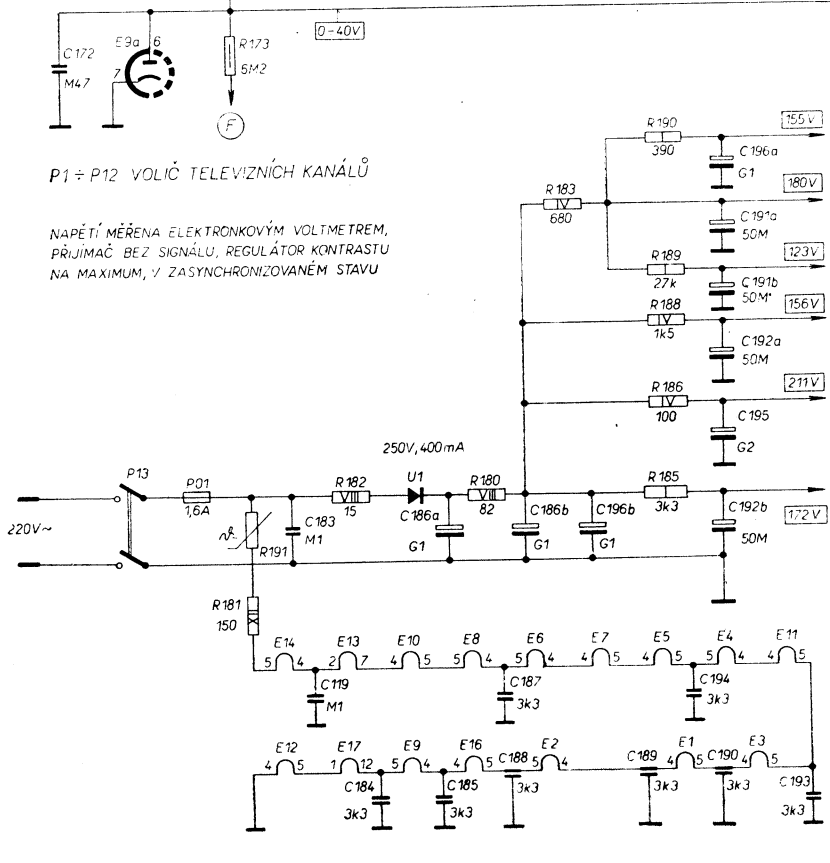 0-40V
E9a 6
C172
M47
7
R173
5M2
F
P1÷P12 VOLIČ TELEVIZNÍCH KANÁLŮ
NAPĚTÍ MĚŘENA ELEKTRONKOVÝM VOLTMETREM,
PŘIJÍMAČ BEZ SIGNÁLU, REGULÁTOR KONTRASTU
NA MAXIMUM, V ZASYNCHRONIZOVANÉM STAVU
R190
390
155V
C196a
G1
R183
680
180V
C191a
50M
R189
27k
123V
C191b
50M
R188
1k5
156V
C192a
50M
R186
100
211V
C195
G2
250V, 400mA
P13
P01
1,6A
R182
15
U1
R180
82
R185
3k3
172V
220V~
R191
C183
M1
C186a
G1
C186b
G1
C196b
G1
C192b
50M
R181
150
E14 E13 E10 E8 E6 E7 E5 E4 E11
5 4 2 7 4 5 5 4 5 4 4 5 4 5 5 4 4 5
C119
M1
C187
3k3
C194
3k3
E12 E17 E9 E16 C188 E2 C189 E1 C190 E3
4 5 1 12 5 4 4 5 5 4 4 5 4 5
C184
3k3
C185
3k3
3k3
3k3
3k3
C193
3k3